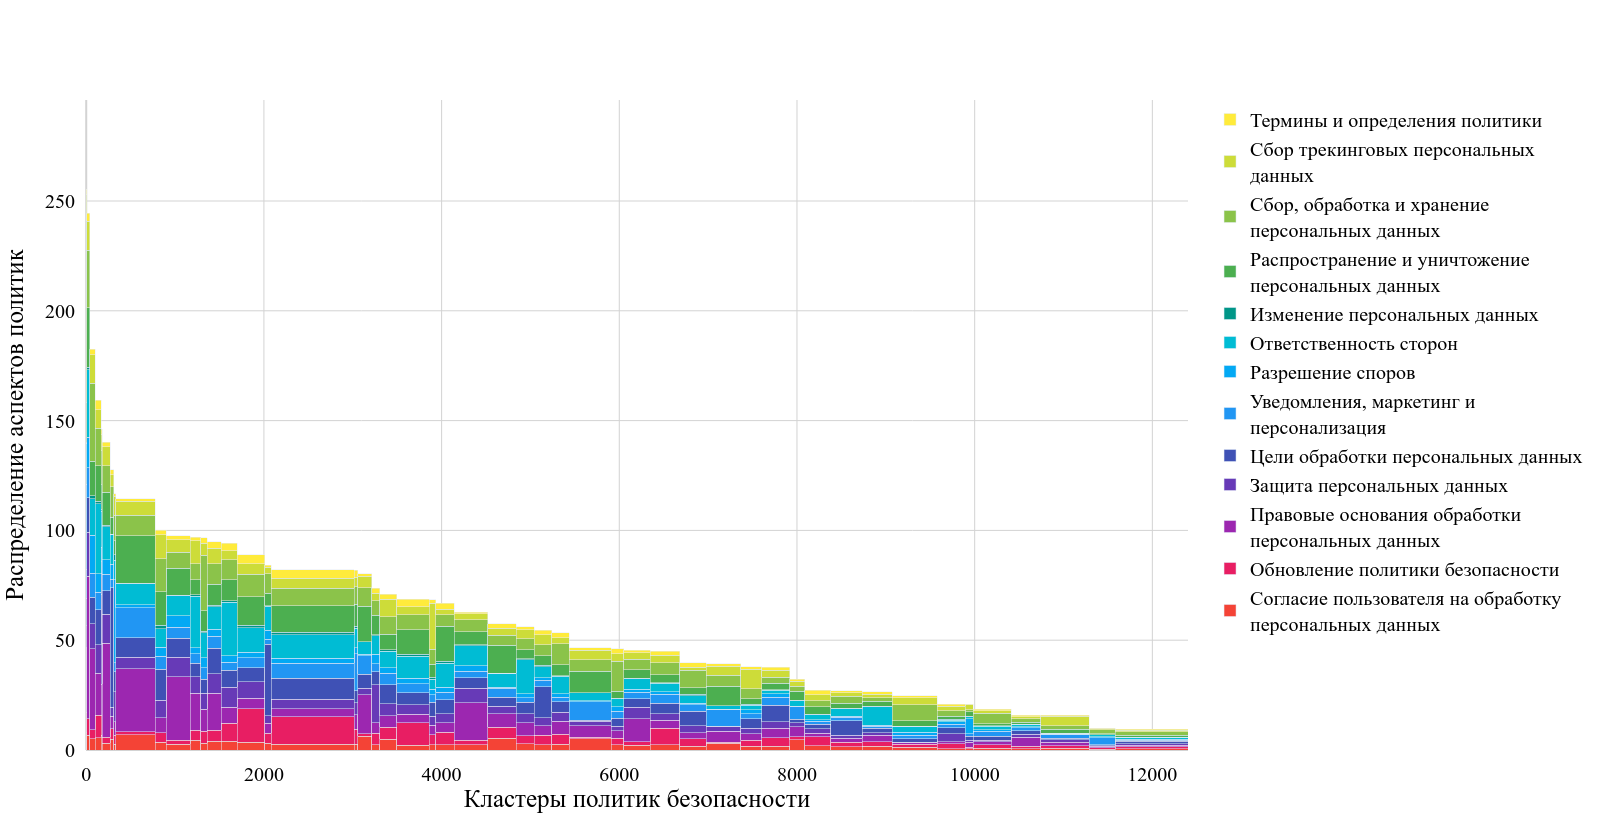 Распределение аспектов политик
250
200
150
100
50
0
0 2000 4000 6000 8000 10000 12000
Кластеры политик безопасности
Термины и определения политики
Сбор трекинговых персональных
данных
Сбор, обработка и хранение
персональных данных
Распространение и уничтожение
персональных данных
Изменение персональных данных
Ответственность сторон
Разрешение споров
Уведомления, маркетинг и
персонализация
Цели обработки персональных данных
Защита персональных данных
Правовые основания обработки
персональных данных
Обновление политики безопасности
Согласие пользователя на обработку
персональных данных